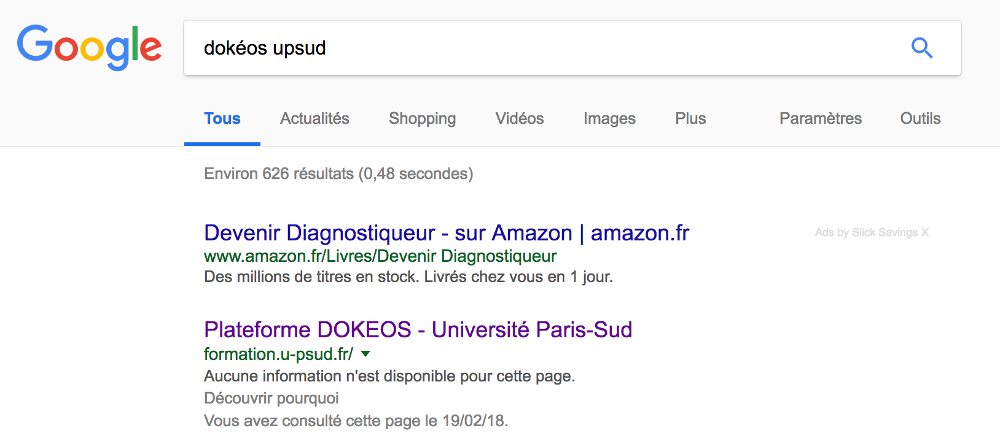 Google
dokéos upsud
Tous Actualités Shopping Vidéos Images Plus Paramètres Outils
Environ 626 résultats (0,48 secondes)
Devenir Diagnostiqueur - sur Amazon | amazon.fr
Ads by Slick Savings X
www.amazon.fr/Livres/Devenir Diagnostiqueur
Des millions de titres en stock. Livrés chez vous en 1 jour.
Plateforme DOKEOS - Université Paris-Sud
formation.u-psud.fr/
Aucune information n'est disponible pour cette page.
Découvrir pourquoi
Vous avez consulté cette page le 19/02/18.